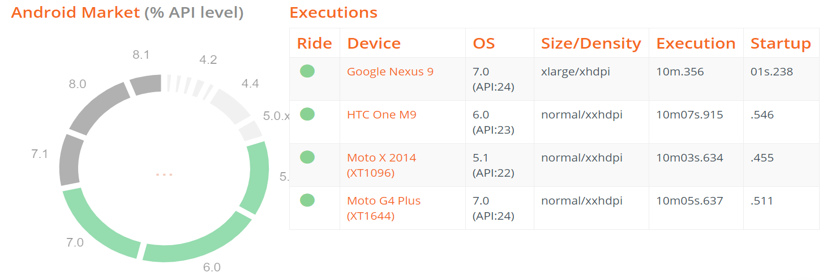 Android Market (% API level)
8.1
4.2
8.0
4.4
5.0.x
7.1
...
5.
7.0
6.0
Executions
Ride Device OS Size/Density Execution Startup
Google Nexus 9 7.0 xlarge/xhdpi 10m.356 01s.238
(API:24)
HTC One M9 6.0 normal/xxhdpi 10m07s.915 .546
(API:23)
Moto X 2014 5.1 normal/xxhdpi 10m03s.634 .455
(XT1096) (API:22)
Moto G4 Plus 7.0 normal/xxhdpi 10m05s.637 .511
(XT1644) (API:24)